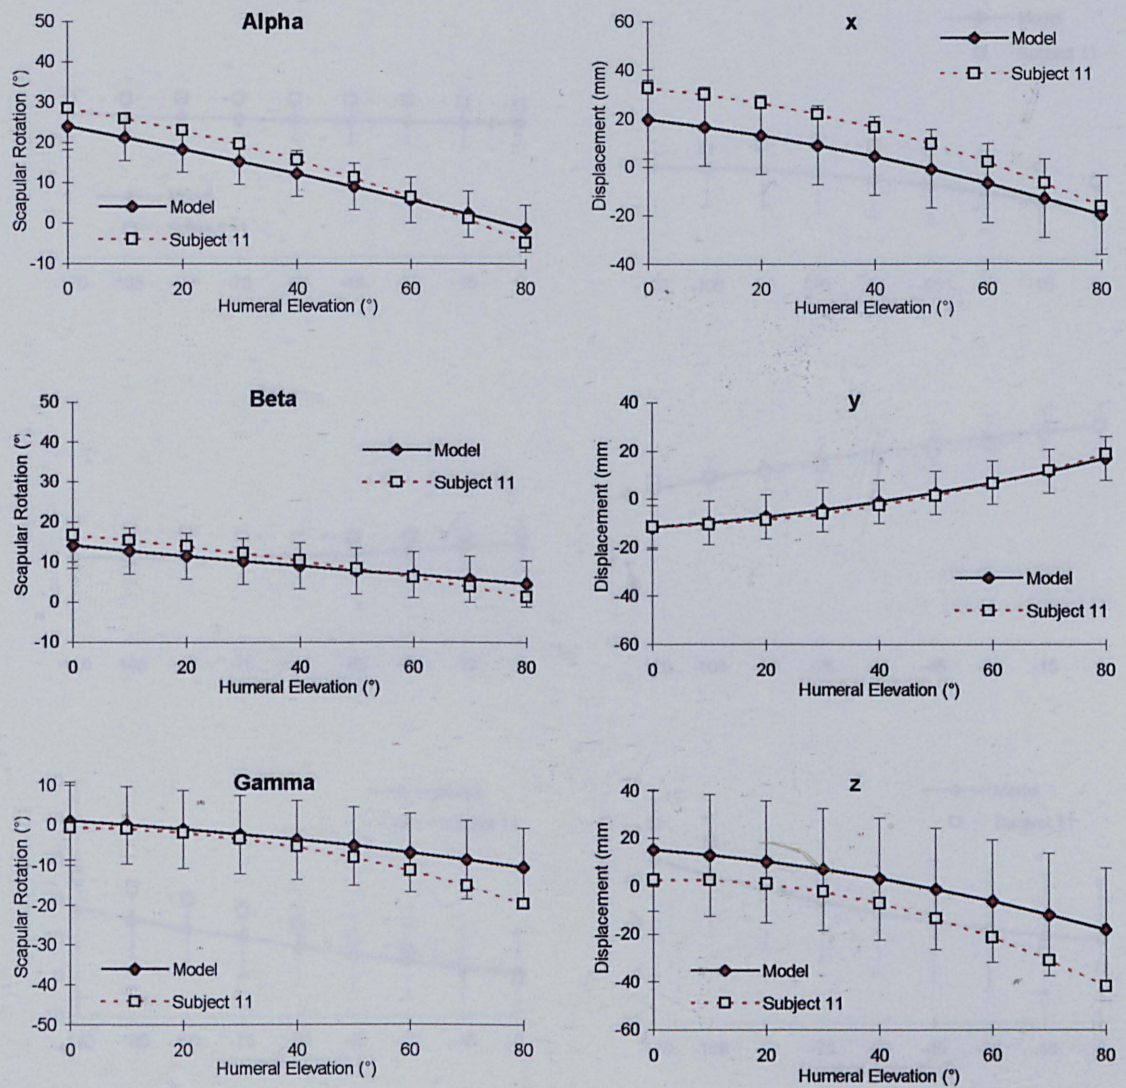 Alpha
Scapular Rotation (°)
50
40
30
20
10
0
-10
Model
Subject 11
0 20 40 60 80
Humeral Elevation (°)
x
Displacement (mm)
60
40
20
0
-20
-40
Model
Subject 11
0 20 40 60 80
Humeral Elevation (°)
Beta
Scapular Rotation (°)
50
40
30
20
10
0
-10
Model
Subject 11
0 20 40 60 80
Humeral Elevation (°)
y
Displacement (mm
40
20
0
-20
-40
-60
Model
Subject 11
0 20 40 60 80
Humeral Elevation (°)
Gamma
Scapular Rotation (°)
10
0
-10
-20
-30
-40
-50
Model
Subject 11
0 20 40 60 80
Humeral Elevation (°)
z
Displacement (mm)
40
20
0
-20
-40
-60
Model
Subject 11
0 20 40 60 80
Humeral Elevation (°)